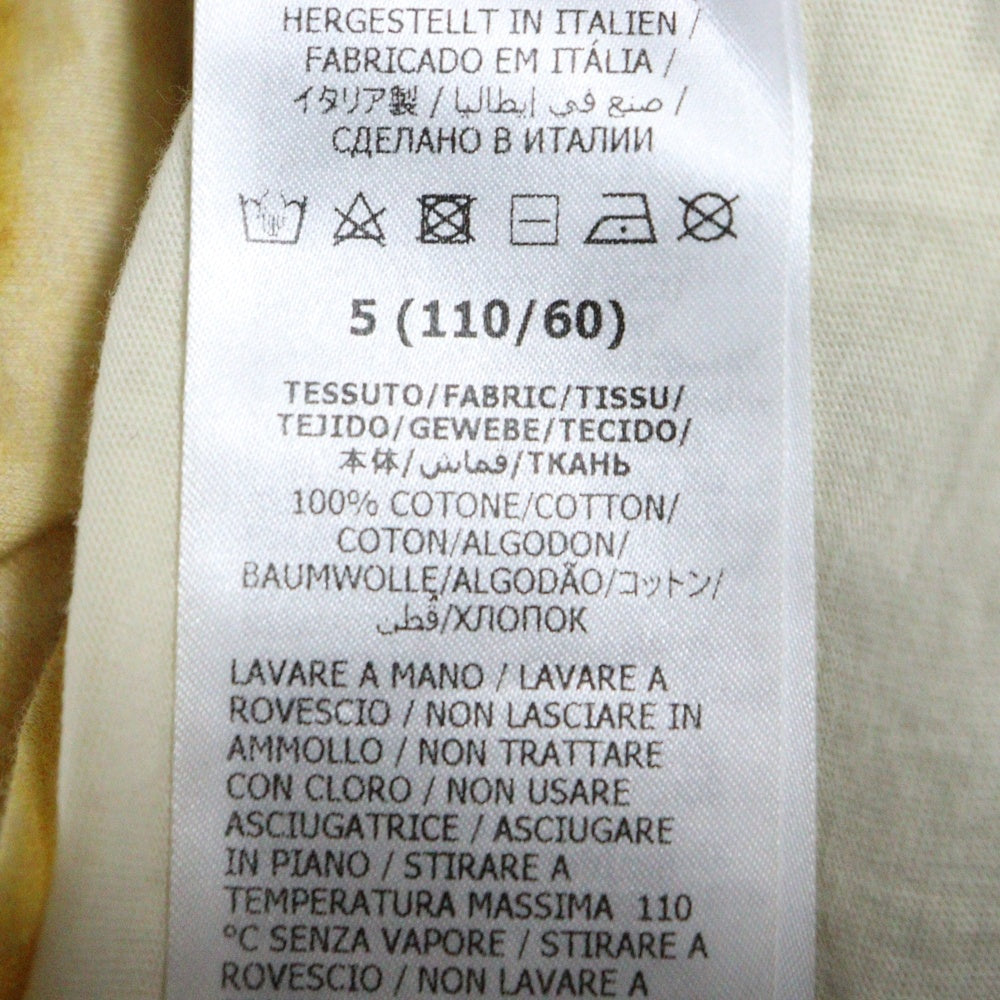 HERGESTELLT IN ITALIEN /
FABRICADO EM ITÁLIA /
イタリア製 / صنع في إيطاليا /
СДЕЛАНО В ИТАЛИИ
5 (110/60)
TESSUTO/FABRIC/TISSU/
TEJIDO/GEWEBE/TECIDO/
本体/قماش/ТКАНЬ
100% COTONE/COTTON/
COTON/ALGODON/
BAUMWOLLE/ALGODÃO/コットン/
قطن/ХЛОПОК
LAVARE A MANO / LAVARE A
ROVESCIO / NON LASCIARE IN
AMMOLLO / NON TRATTARE
CON CLORO / NON USARE
ASCIUGATRICE / ASCIUGARE
IN PIANO / STIRARE A
TEMPERATURA MASSIMA 110
°C SENZA VAPORE / STIRARE A
ROVESCIO / NON LAVARE A